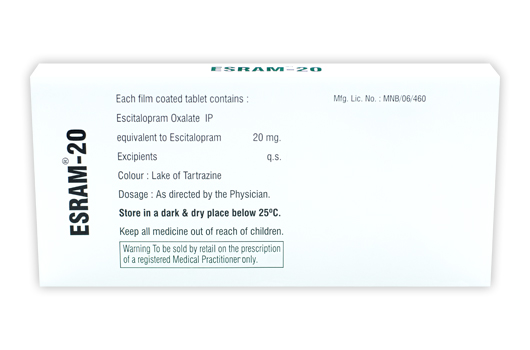 ESRAM-20
Each film coated tablet contains :
Mfg. Lic. No. : MNB/06/460
Escitalopram Oxalate IP
equivalent to Escitalopram 20 mg.
Excipients q.s.
Colour : Lake of Tartrazine
Dosage : As directed by the Physician.
Store in a dark & dry place below 25ºC.
Keep all medicine out of reach of children.
Warning To be sold by retail on the prescription
of a registered Medical Practitioner only.
ESRAM®-20